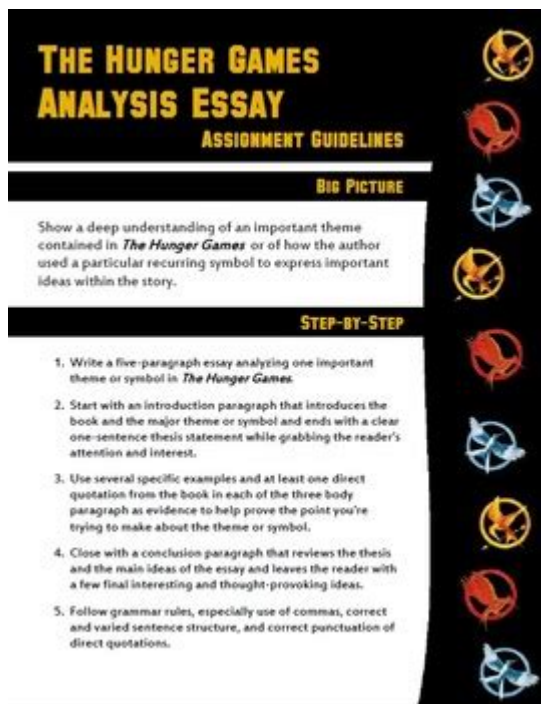 The Hunger Games
Analysis Essay
Assignment Guidelines
Big Picture
Show a deep understanding of an important theme
contained in The Hunger Games or of how the author
used a particular recurring symbol to express important
ideas within the story.
Step-by-Step
1. Write a five-paragraph essay analyzing one important
theme or symbol in The Hunger Games.
2. Start with an introduction paragraph that introduces the
book and the major theme or symbol and ends with a clear
one-sentence thesis statement while grabbing the reader's
attention and interest.
3. Use several specific examples and at least one direct
quotation from the book in each of the three body
paragraph as evidence to help prove the point you're
trying to make about the theme or symbol.
4. Close with a conclusion paragraph that reviews the thesis
and the main ideas of the essay and leaves the reader with
a few final interesting and thought-provoking ideas.
5. Follow grammar rules, especially use of commas, correct
and varied sentence structure, and correct punctuation of
direct quotations.